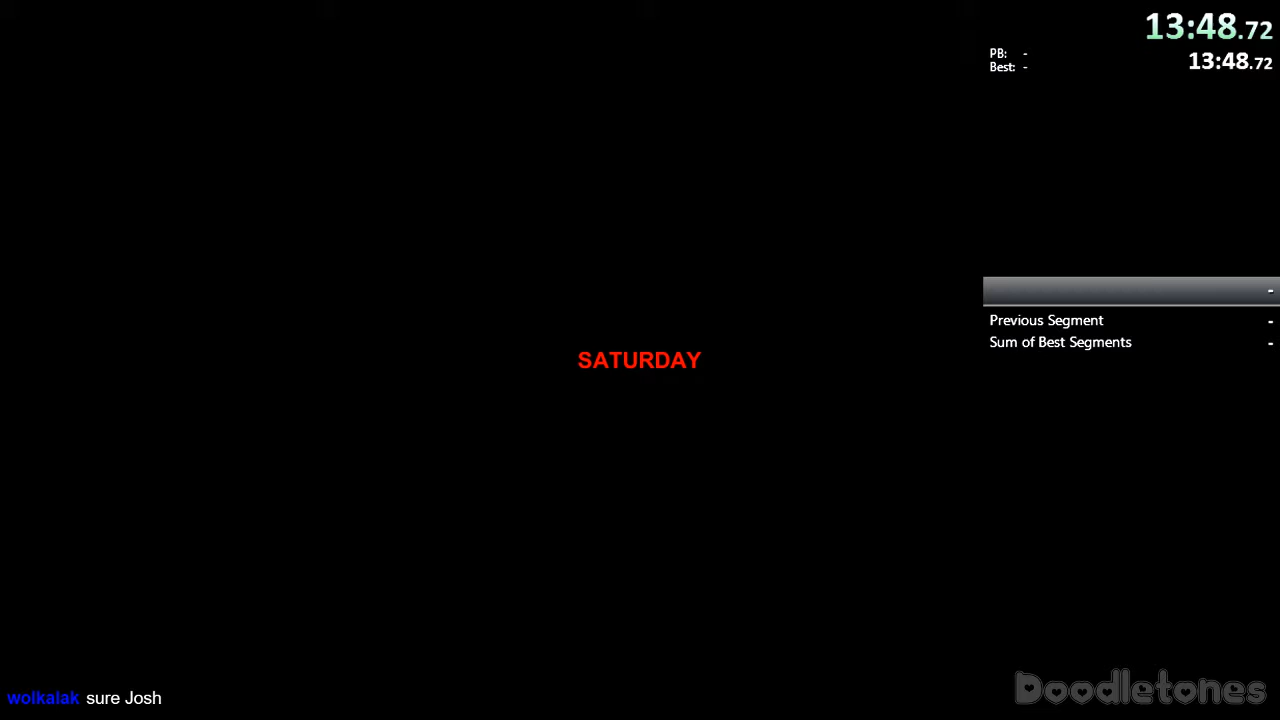 13:48.72
PB: -
Best: -
13:48.72
-
Previous Segment -
Sum of Best Segments -
SATURDAY
wolkalak sure Josh
Doodletones